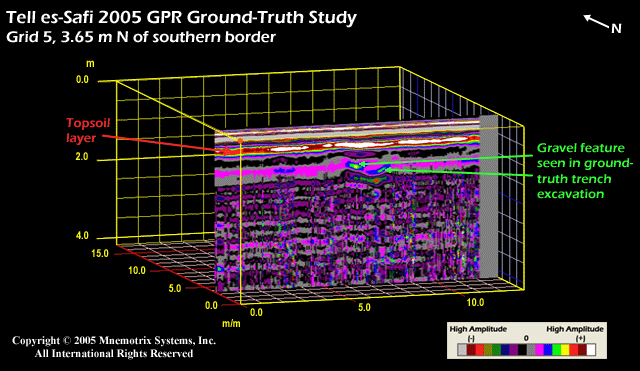 Tell es-Safi 2005 GPR Ground-Truth Study
Grid 5, 3.65 m N of southern border
N
m
0.0
Topsoil
layer
2.0
Gravel feature
seen in ground-
truth trench
excavation
4.0
15.0
10.0
5.0
0.0
m/m
0.0
5.0
10.0
High Amplitude
High Amplitude
(-)
0
(+)
Copyright © 2005 Mnemotrix Systems, Inc.
All International Rights Reserved